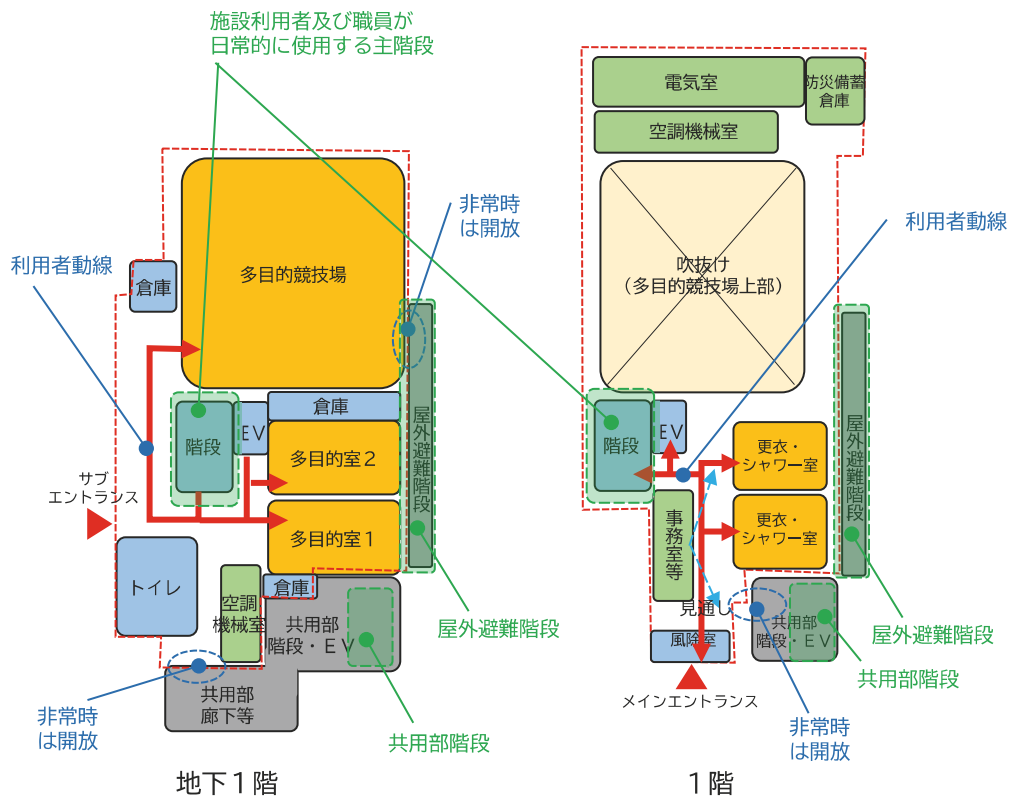 施設利用者及び職員が
日常的に使用する主階段
非常時
は開放
利用者動線
倉庫
多目的競技場
倉庫
階段
EV
多目的室２
多目的室１
屋外避難階段
サブ
エントランス
トイレ
空調
機械室
倉庫
共用部
階段・ＥＶ
共用部
廊下等
非常時
は開放
屋外避難階段
共用部階段
地下１階
電気室
防災備蓄
倉庫
空調機械室
吹抜け
（多目的競技場上部）
利用者動線
階段
EV
更衣・
シャワー室
更衣・
シャワー室
事務室等
屋外避難階段
見通し
風除室
共用部
階段・ＥＶ
メインエントランス
屋外避難階段
共用部階段
非常時
は開放
１階